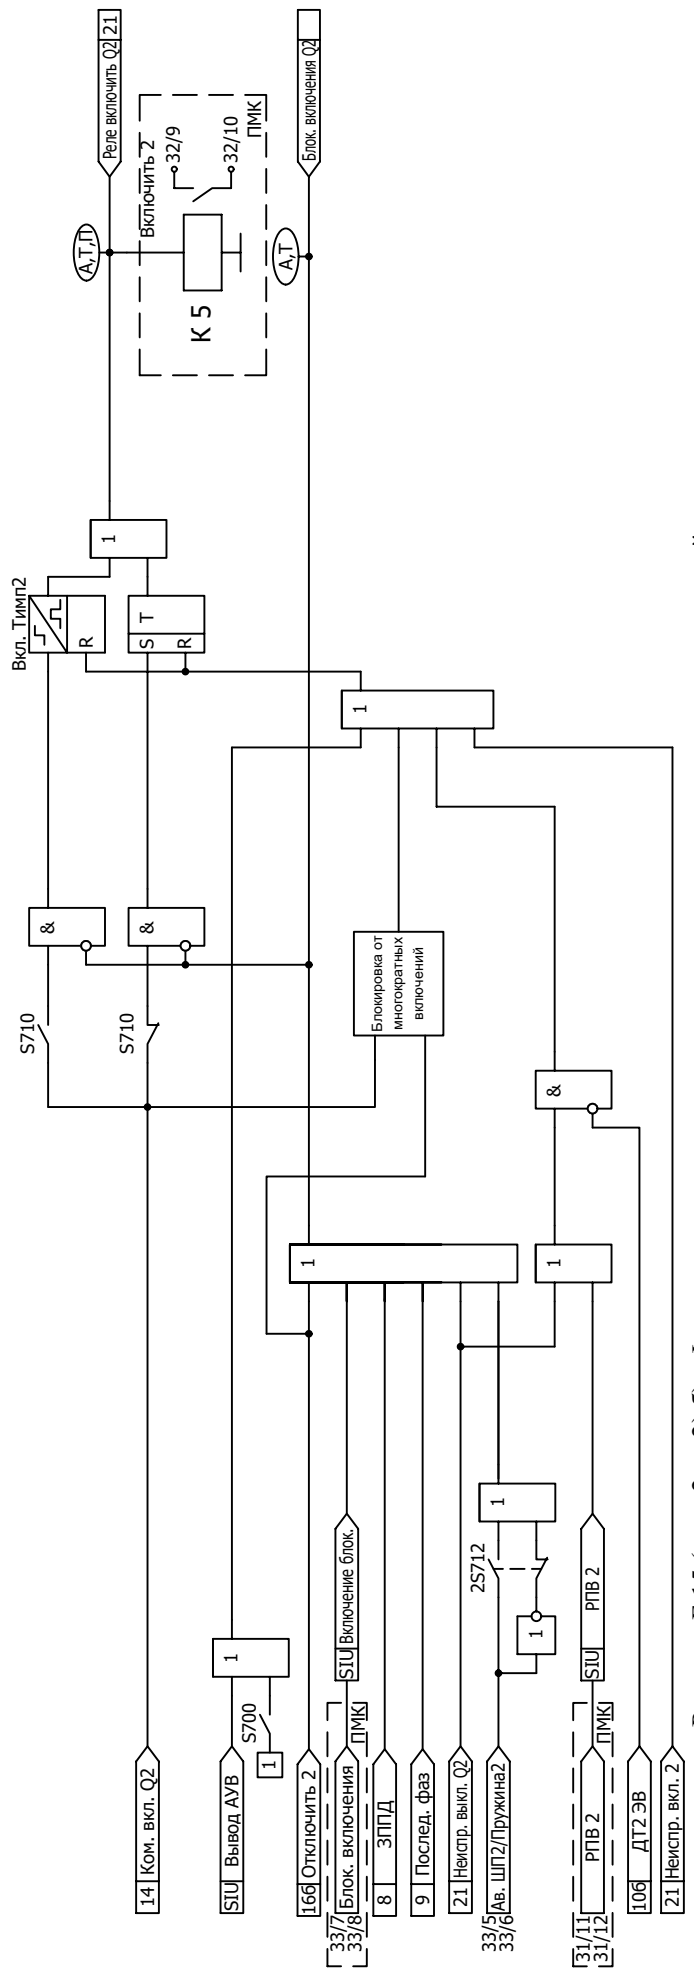 14 Ком. вкл. Q2
SIU Вывод АУВ
1
S700
1
16б Отключить 2
33/7
33/8
Блок. включения
ПМК
SIU Включение блок.
8 ЗППД
9 Послед. фаз
21 Неиспр. выкл. Q2
33/5
33/6
Ав. ШП2/Пружина2
1
2S712
1
31/11
31/12
РПВ 2
ПМК
SIU РПВ 2
10б ДТ2 ЭВ
21 Неиспр. вкл. 2
1
1
&
S710
S710
&
&
Блокировка от
многократных
включений
1
Вкл. Tимп2
R
S T
R
1
А,Т,П
Реле включить Q2 21
Включить 2
К 5
32/9
32/10
ПМК
А,Т
Блок. включения Q2